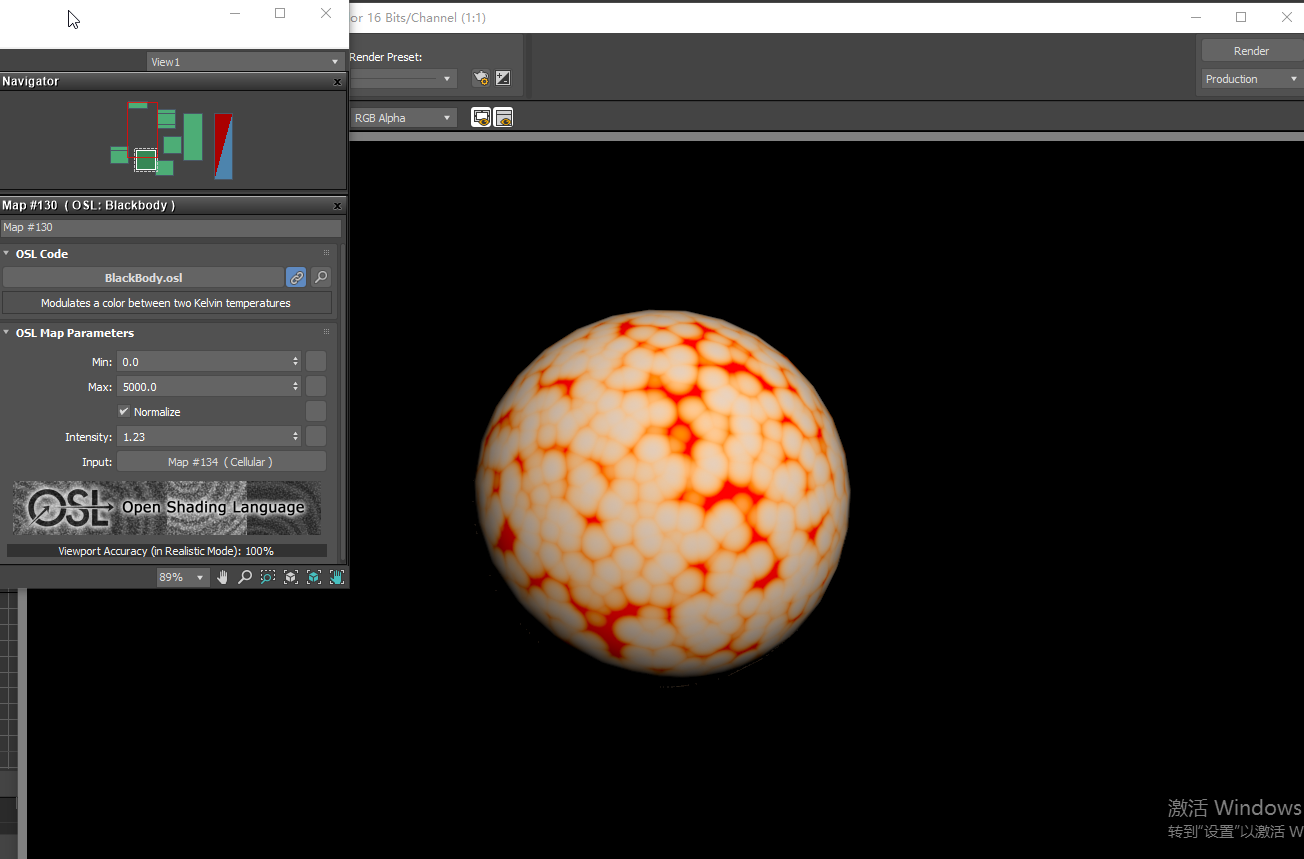 or 16 Bits/Channel (1:1)
View1
Render Preset:
Render
Production
Navigator
RGB Alpha
Map #130 ( OSL: Blackbody )
Map #130
OSL Code
BlackBody.osl
Modulates a color between two Kelvin temperatures
OSL Map Parameters
Min: 0.0
Max: 5000.0
Normalize
Intensity: 1.23
Input: Map #134 ( Cellular )
OSL Open Shading Language
Viewport Accuracy (in Realistic Mode): 100%
89%
激活 Windows
转到"设置"以激活 W